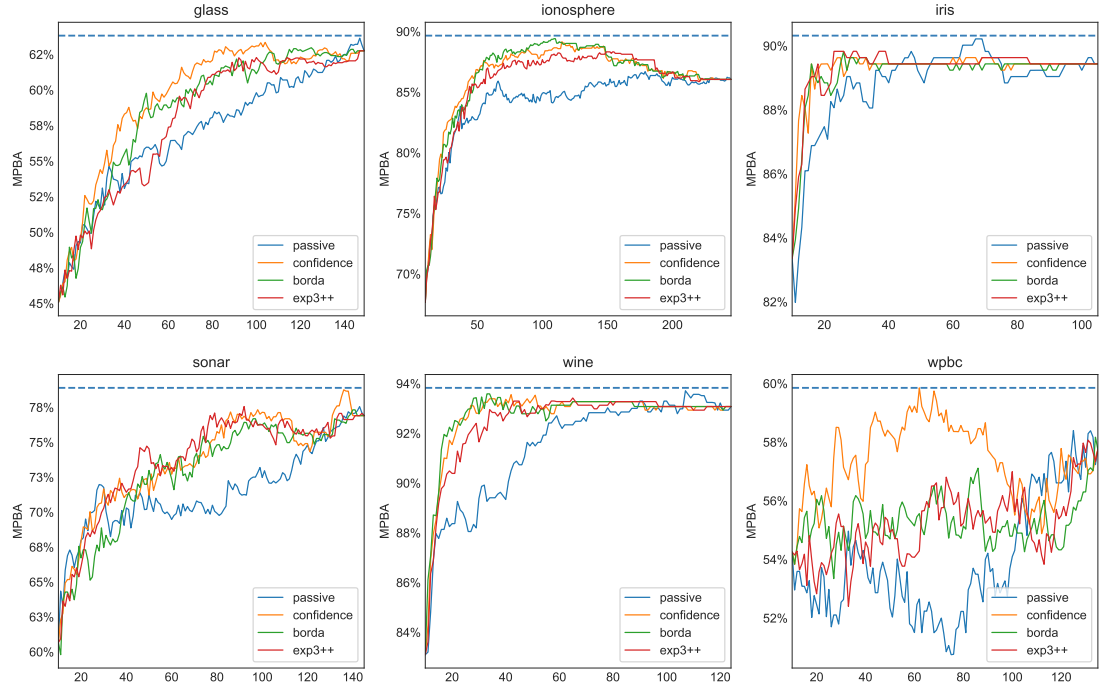 glass
MPBA
62%
60%
58%
55%
52%
50%
48%
45%
20 40 60 80 100 120 140
passive
confidence
borda
exp3++
ionosphere
MPBA
90%
85%
80%
75%
70%
50 100 150 200
passive
confidence
borda
exp3++
iris
MPBA
90%
88%
86%
84%
82%
20 40 60 80 100
passive
confidence
borda
exp3++
sonar
MPBA
78%
75%
73%
70%
68%
65%
63%
60%
20 40 60 80 100 120 140
passive
confidence
borda
exp3++
wine
MPBA
94%
92%
90%
88%
86%
84%
20 40 60 80 100 120
passive
confidence
borda
exp3++
wpbc
MPBA
60%
58%
56%
54%
52%
20 40 60 80 100 120
passive
confidence
borda
exp3++